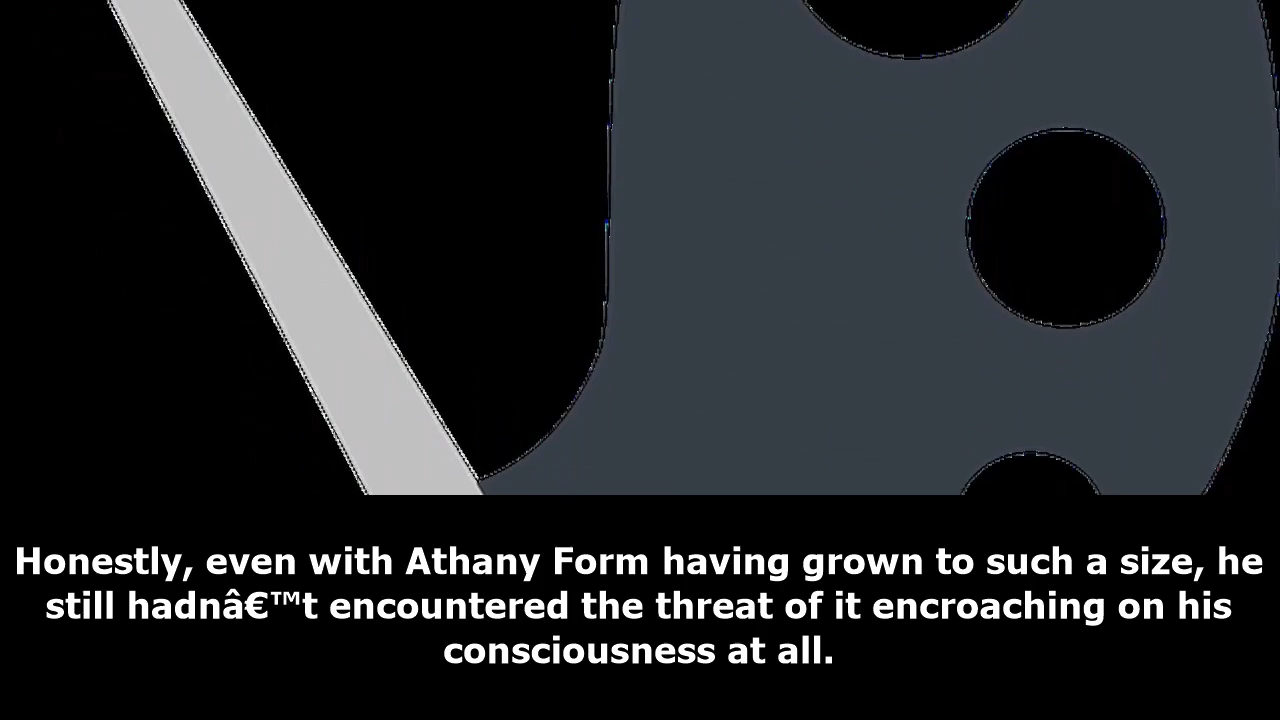 Honestly, even with Athany Form having grown to such a size, he
still hadnâ€™t encountered the threat of it encroaching on his
consciousness at all.